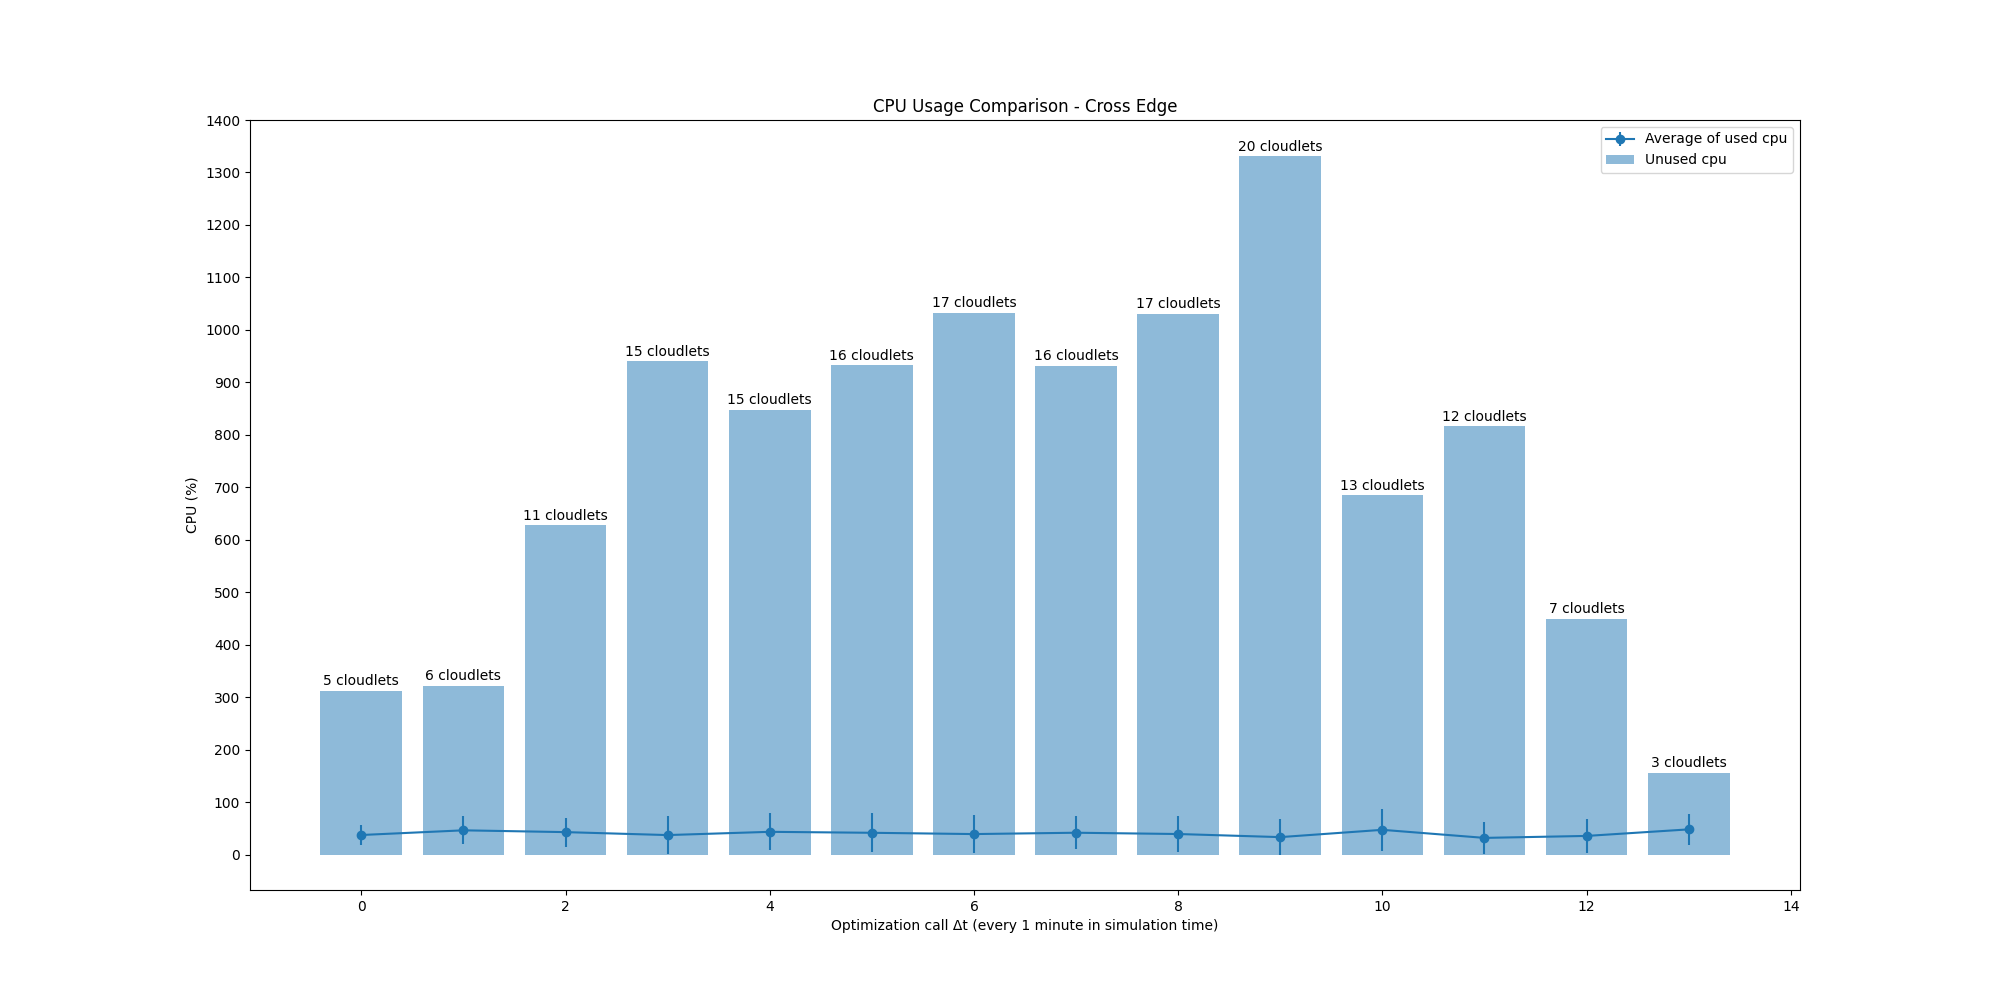 CPU Usage Comparison - Cross Edge
Average of used cpu
Unused cpu
CPU (%)
1400
1300
1200
1100
1000
900
800
700
600
500
400
300
200
100
0
5 cloudlets
6 cloudlets
11 cloudlets
15 cloudlets
15 cloudlets
16 cloudlets
17 cloudlets
16 cloudlets
17 cloudlets
20 cloudlets
13 cloudlets
12 cloudlets
7 cloudlets
3 cloudlets
0 2 4 6 8 10 12 14
Optimization call Δt (every 1 minute in simulation time)